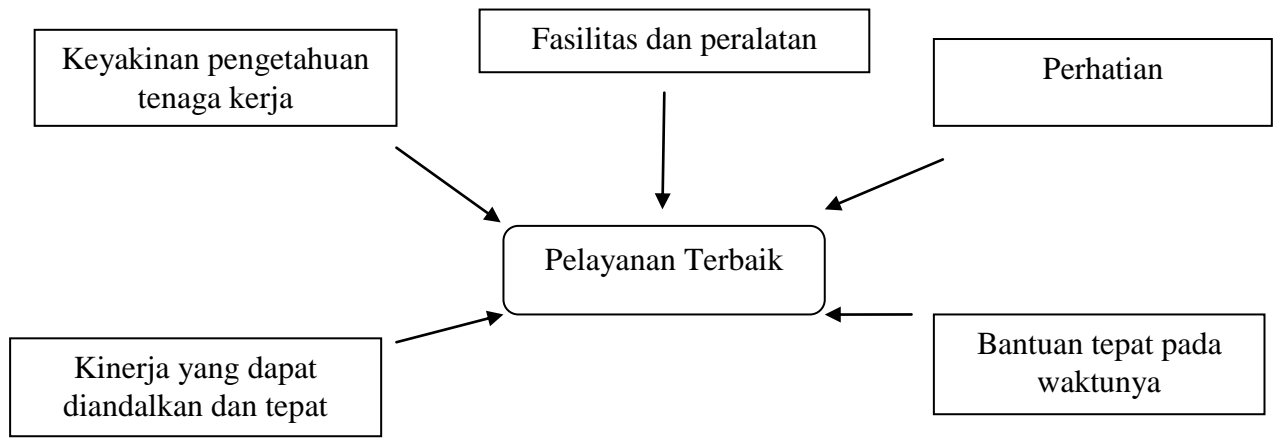 Fasilitas dan peralatan
Keyakinan pengetahuan
tenaga kerja
Perhatian
Pelayanan Terbaik
Kinerja yang dapat
diandalkan dan tepat
Bantuan tepat pada
waktunya